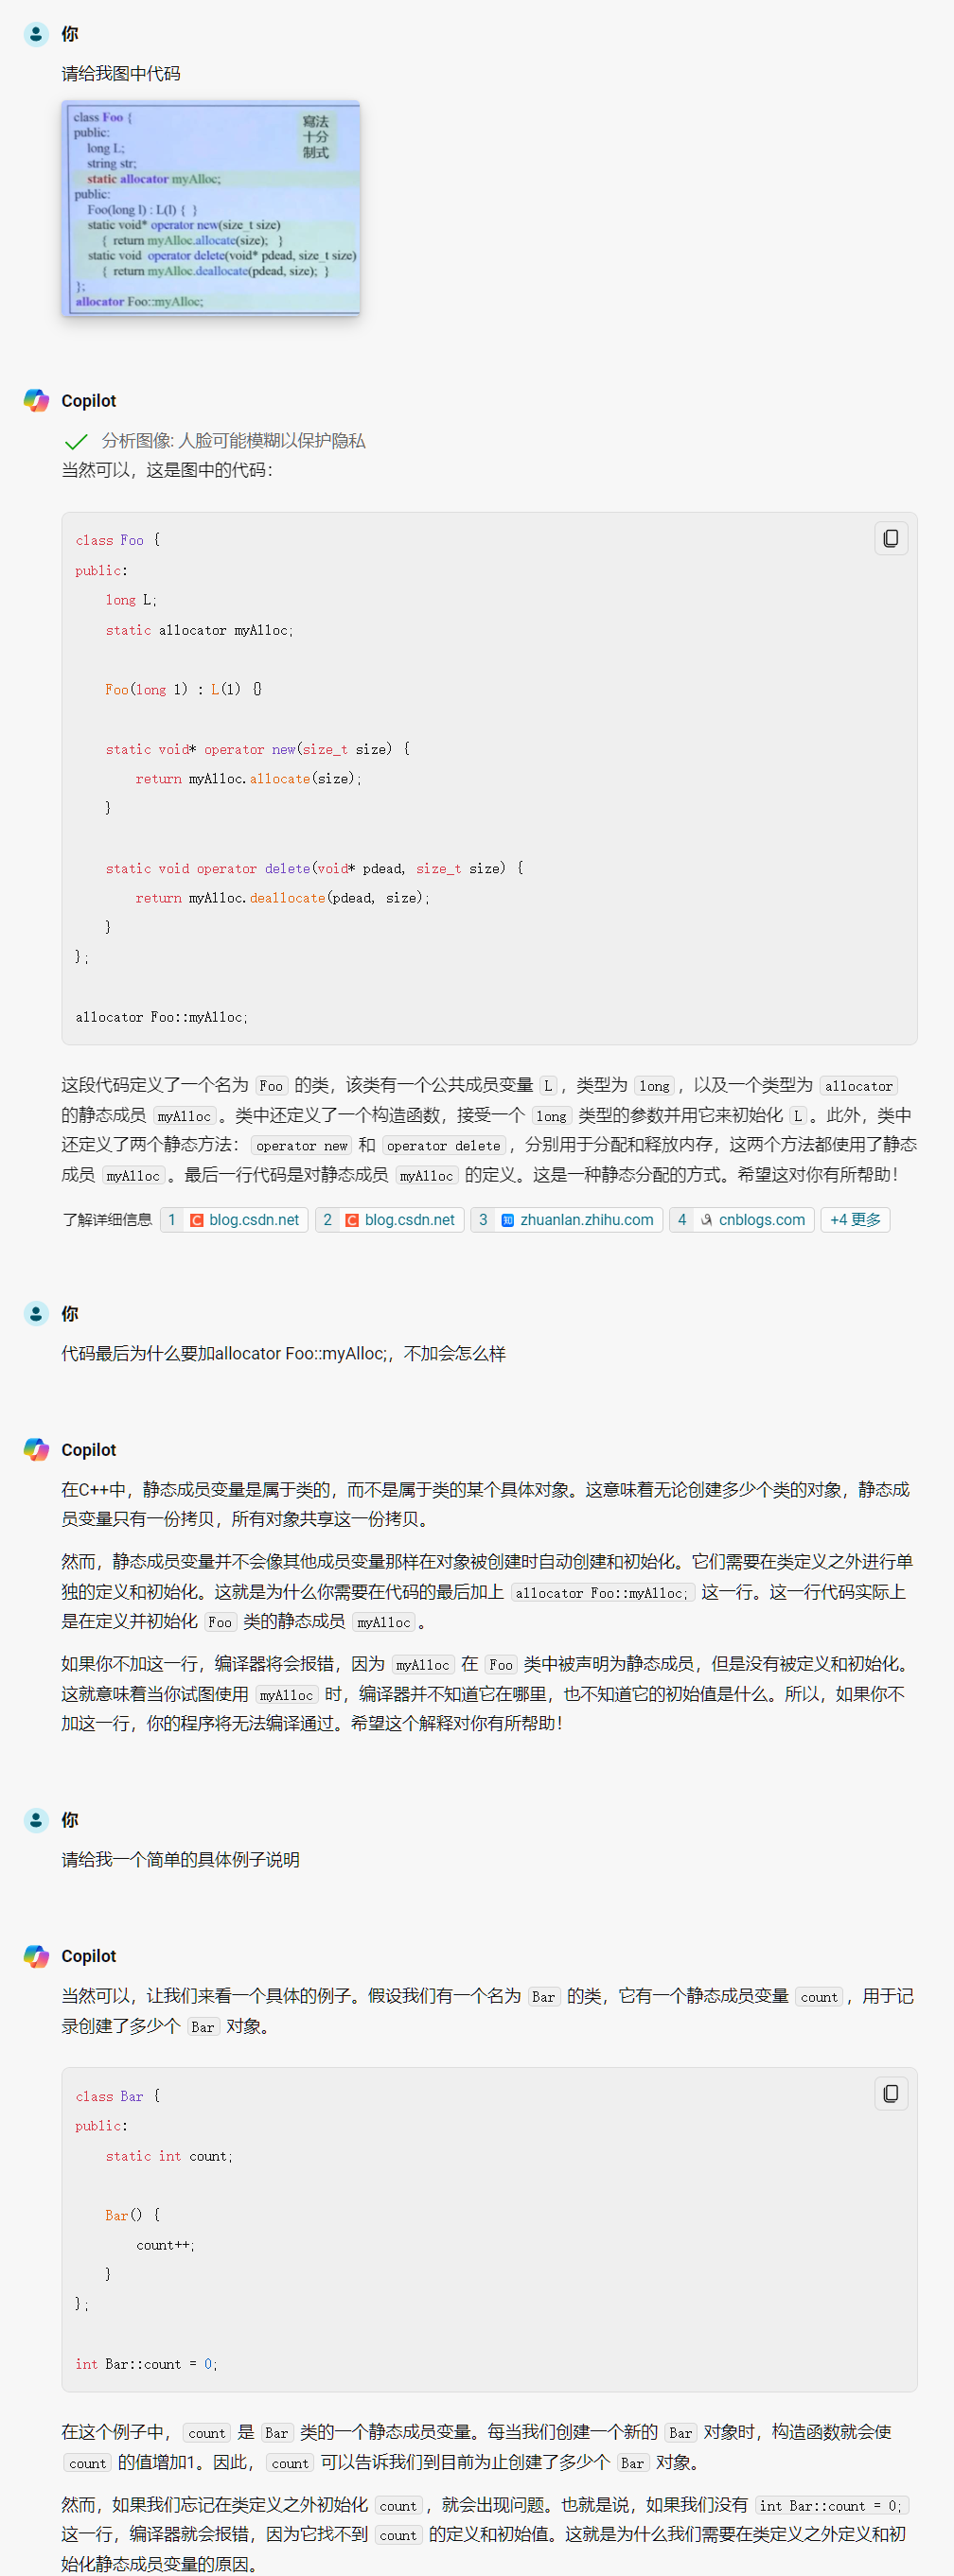 你
请给我图中代码
class Foo {
public:
long L;
string str;
static allocator myAlloc;
public:
Foo(long l) : L(l) { }
static void* operator new(size_t size)
{ return myAlloc.allocate(size); }
static void operator delete(void* pdead, size_t size)
{ return myAlloc.deallocate(pdead, size); }
};
allocator Foo::myAlloc;
寫法
十分
制式
Copilot
分析图像: 人脸可能模糊以保护隐私
当然可以，这是图中的代码：
class Foo {
public:
long L;
static allocator myAlloc;
Foo(long l) : L(l) {}
static void* operator new(size_t size) {
return myAlloc.allocate(size);
}
static void operator delete(void* pdead, size_t size) {
return myAlloc.deallocate(pdead, size);
}
};
allocator Foo::myAlloc;
这段代码定义了一个名为 Foo 的类，该类有一个公共成员变量 L ，类型为 long ，以及一个类型为 allocator
的静态成员 myAlloc 。类中还定义了一个构造函数，接受一个 long 类型的参数并用它来初始化 L 。此外，类中
还定义了两个静态方法： operator new 和 operator delete ，分别用于分配和释放内存，这两个方法都使用了静态
成员 myAlloc 。最后一行代码是对静态成员 myAlloc 的定义。这是一种静态分配的方式。希望这对你有所帮助！
了解详细信息 1 blog.csdn.net 2 blog.csdn.net 3 zhuanlan.zhihu.com 4 cnblogs.com +4 更多
你
代码最后为什么要加allocator Foo::myAlloc;，不加会怎么样
Copilot
在C++中，静态成员变量是属于类的，而不是属于类的某个具体对象。这意味着无论创建多少个类的对象，静态成
员变量只有一份拷贝，所有对象共享这一份拷贝。
然而，静态成员变量并不会像其他成员变量那样在对象被创建时自动创建和初始化。它们需要在类定义之外进行单
独的定义和初始化。这就是为什么你需要在代码的最后加上 allocator Foo::myAlloc; 这一行。这一行代码实际上
是在定义并初始化 Foo 类的静态成员 myAlloc 。
如果你不加这一行，编译器将会报错，因为 myAlloc 在 Foo 类中被声明为静态成员，但是没有被定义和初始化。
这就意味着当你试图使用 myAlloc 时，编译器并不知道它在哪里，也不知道它的初始值是什么。所以，如果你不
加这一行，你的程序将无法编译通过。希望这个解释对你有所帮助！
你
请给我一个简单的具体例子说明
Copilot
当然可以，让我们来看一个具体的例子。假设我们有一个名为 Bar 的类，它有一个静态成员变量 count ，用于记
录创建了多少个 Bar 对象。
class Bar {
public:
static int count;
Bar() {
count++;
}
};
int Bar::count = 0;
在这个例子中， count 是 Bar 类的一个静态成员变量。每当我们创建一个新的 Bar 对象时，构造函数就会使
count 的值增加1。因此， count 可以告诉我们到目前为止创建了多少个 Bar 对象。
然而，如果我们忘记在类定义之外初始化 count ，就会出现问题。也就是说，如果我们没有 int Bar::count = 0;
这一行，编译器就会报错，因为它找不到 count 的定义和初始值。这就是为什么我们需要在类定义之外定义和初
始化静态成员变量的原因。